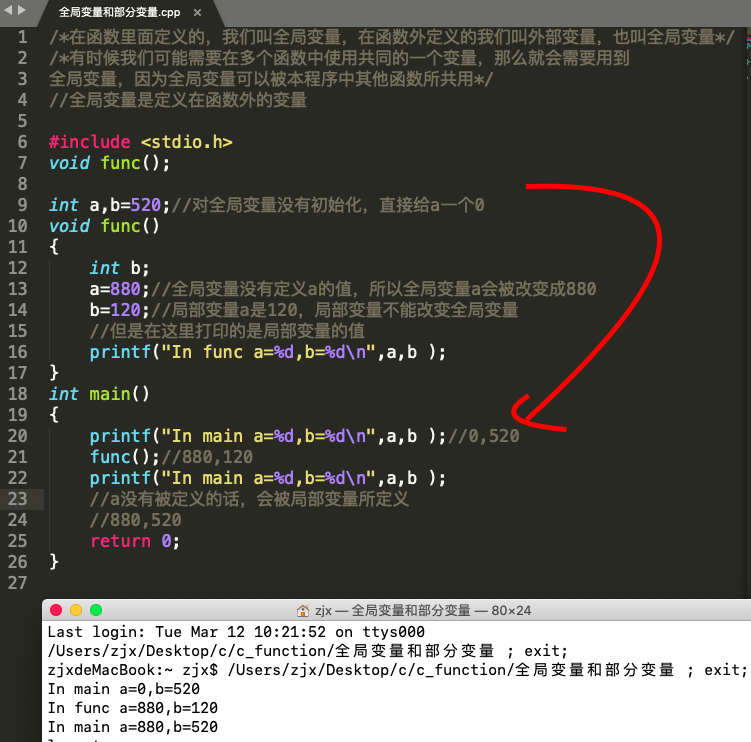 全局变量和部分变量.cpp ×
1 /*在函数里面定义的，我们叫全局变量，在函数外定义的我们叫外部变量，也叫全局变量*/
2 /*有时候我们可能需要在多个函数中使用共同的一个变量，那么就会需要用到
3 全局变量，因为全局变量可以被本程序中其他函数所共用*/
4 //全局变量是定义在函数外的变量
5
6 #include <stdio.h>
7 void func();
8
9 int a,b=520;//对全局变量没有初始化，直接给a一个0
10 void func()
11 {
12 int b;
13 a=880;//全局变量没有定义a的值，所以全局变量a会被改变成880
14 b=120;//局部变量a是120，局部变量不能改变全局变量
15 //但是在这里打印的是局部变量的值
16 printf("In func a=%d,b=%d\n",a,b );
17 }
18 int main()
19 {
20 printf("In main a=%d,b=%d\n",a,b );//0,520
21 func();//880,120
22 printf("In main a=%d,b=%d\n",a,b );
23 //a没有被定义的话，会被局部变量所定义
24 //880,520
25 return 0;
26 }
27
zjx — 全局变量和部分变量 — 80×24
Last login: Tue Mar 12 10:21:52 on ttys000
/Users/zjx/Desktop/c/c_function/全局变量和部分变量 ; exit;
zjxdeMacBook:~ zjx$ /Users/zjx/Desktop/c/c_function/全局变量和部分变量 ; exit;
In main a=0,b=520
In func a=880,b=120
In main a=880,b=520